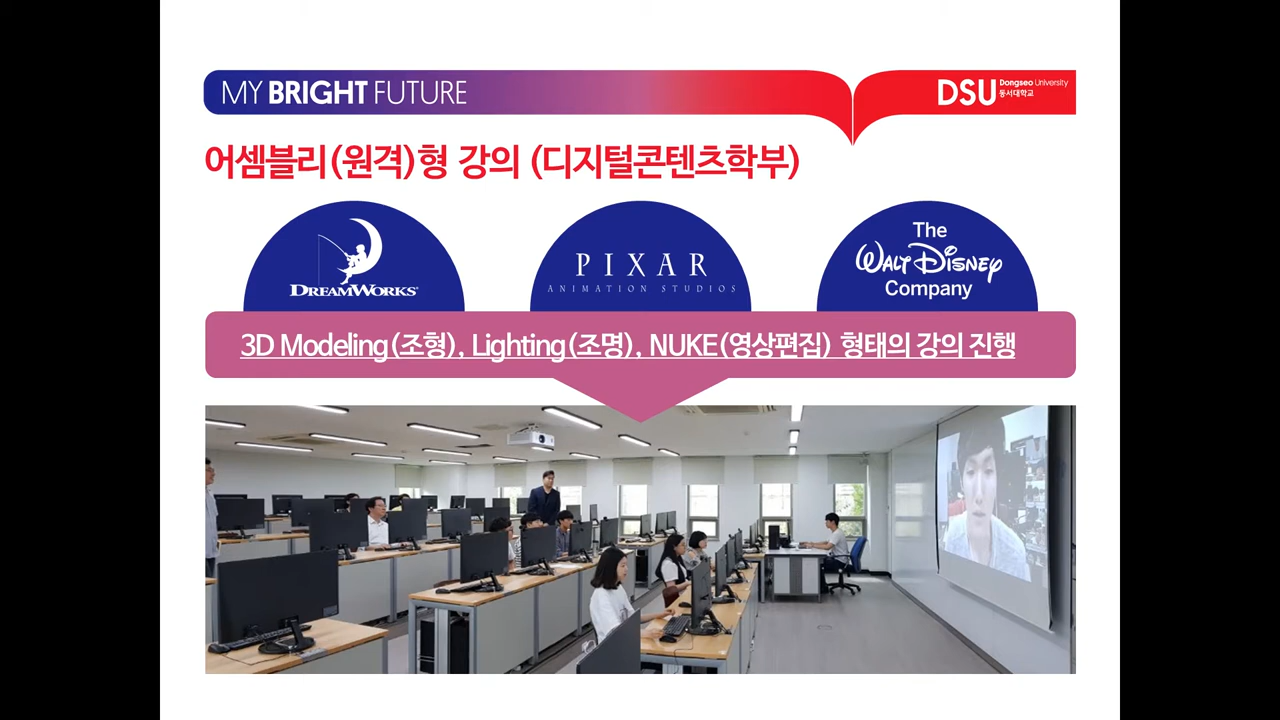 MY BRIGHT FUTURE
DSU Dongseo University
동서대학교
어셈블리(원격)형 강의 (디지털콘텐츠학부)
DREAMWORKS
PIXAR
ANIMATION STUDIOS
The
WALT DISNEY
Company
3D Modeling(조형), Lighting(조명), NUKE(영상편집) 형태의 강의 진행